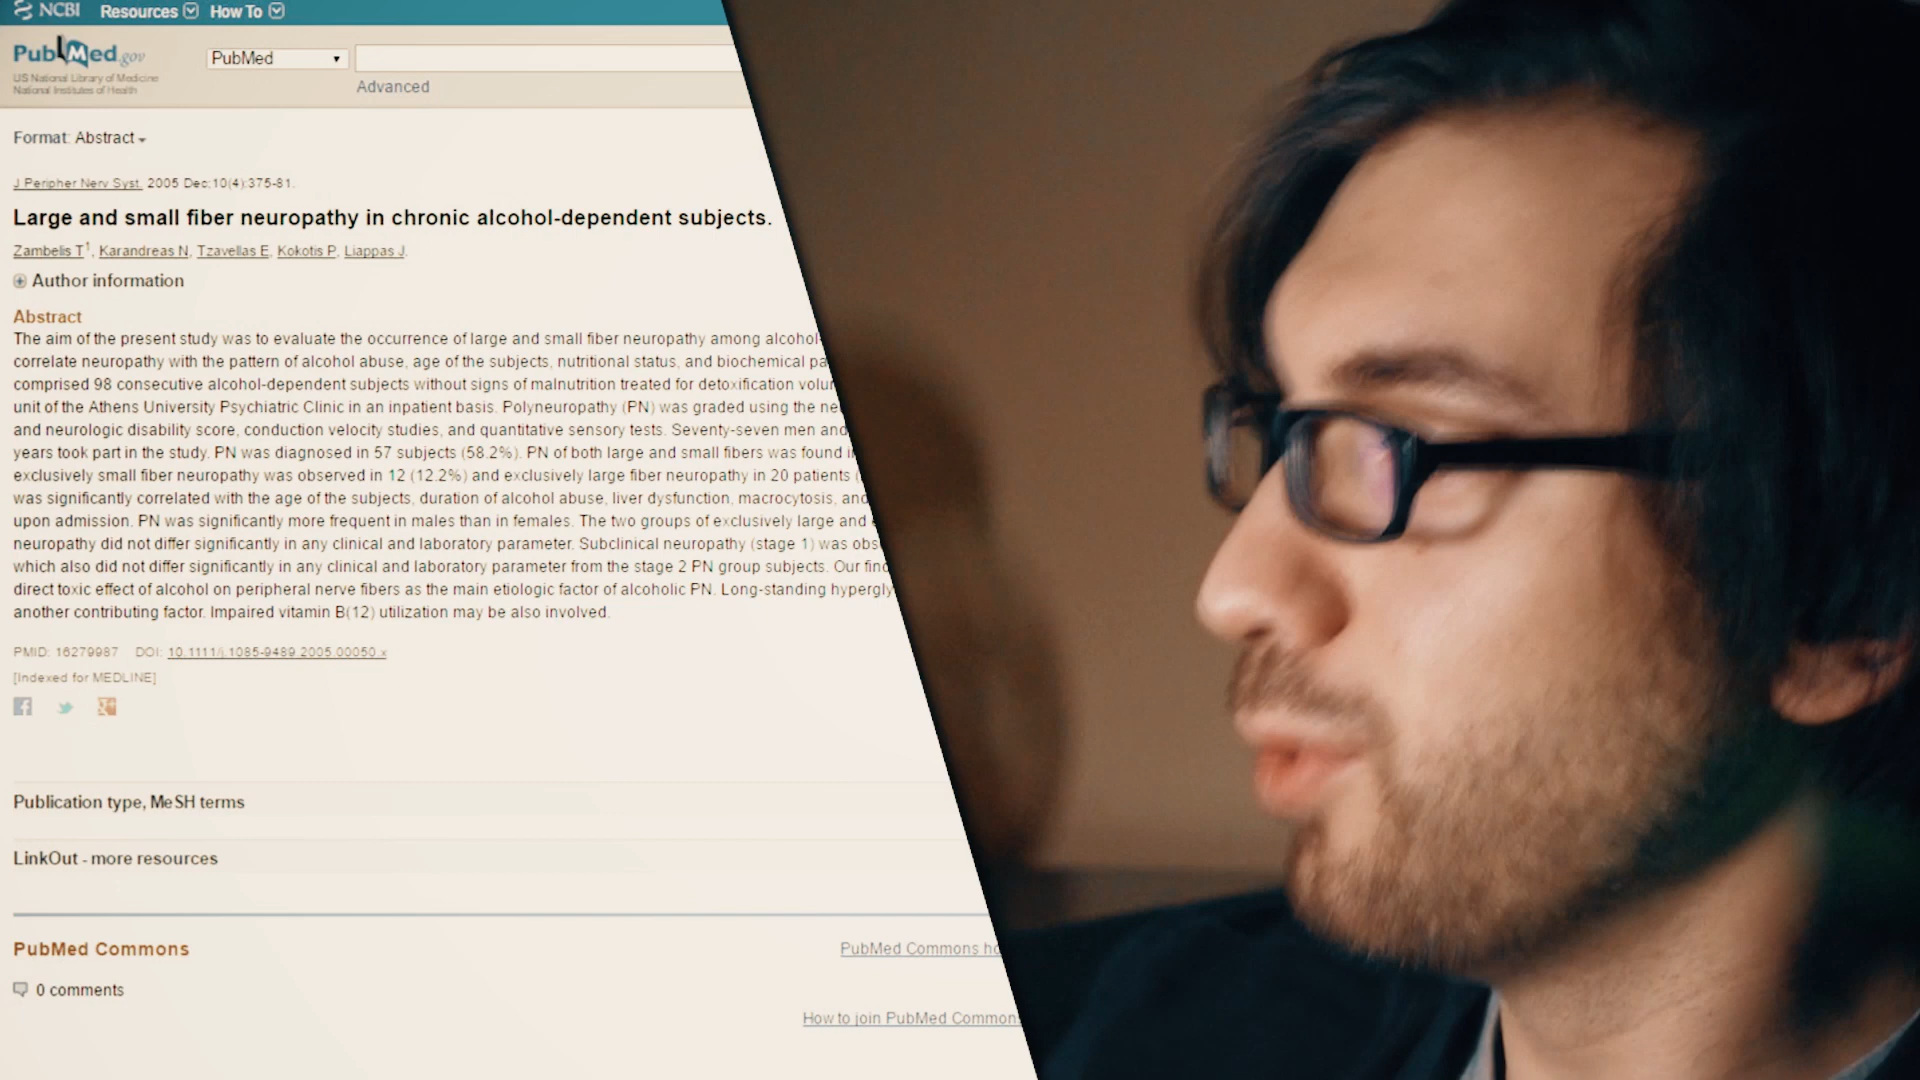 NCBI Resources How To
PubMed.gov
US National Library of Medicine
National Institutes of Health
PubMed
Advanced
Format: Abstract
J Peripher Nerv Syst. 2005 Dec;10(4):375-81.
Large and small fiber neuropathy in chronic alcohol-dependent subjects.
Zambelis T1, Karandreas N, Tzavellas E, Kokotis P, Liappas J.
Author information
Abstract
The aim of the present study was to evaluate the occurrence of large and small fiber neuropathy among alcohol-
correlate neuropathy with the pattern of alcohol abuse, age of the subjects, nutritional status, and biochemical pa
comprised 98 consecutive alcohol-dependent subjects without signs of malnutrition treated for detoxification volun
unit of the Athens University Psychiatric Clinic in an inpatient basis. Polyneuropathy (PN) was graded using the neu
and neurologic disability score, conduction velocity studies, and quantitative sensory tests. Seventy-seven men and
years took part in the study. PN was diagnosed in 57 subjects (58.2%). PN of both large and small fibers was found i
exclusively small fiber neuropathy was observed in 12 (12.2%) and exclusively large fiber neuropathy in 20 patients (
was significantly correlated with the age of the subjects, duration of alcohol abuse, liver dysfunction, macrocytosis, and
upon admission. PN was significantly more frequent in males than in females. The two groups of exclusively large and
neuropathy did not differ significantly in any clinical and laboratory parameter. Subclinical neuropathy (stage 1) was obs
which also did not differ significantly in any clinical and laboratory parameter from the stage 2 PN group subjects. Our find
direct toxic effect of alcohol on peripheral nerve fibers as the main etiologic factor of alcoholic PN. Long-standing hypergly
another contributing factor. Impaired vitamin B(12) utilization may be also involved.
PMID: 16279987 DOI: 10.1111/j.1085-9489.2005.00050.x
[Indexed for MEDLINE]
Publication type, MeSH terms
LinkOut - more resources
PubMed Commons
PubMed Commons ho
0 comments
How to join PubMed Commons